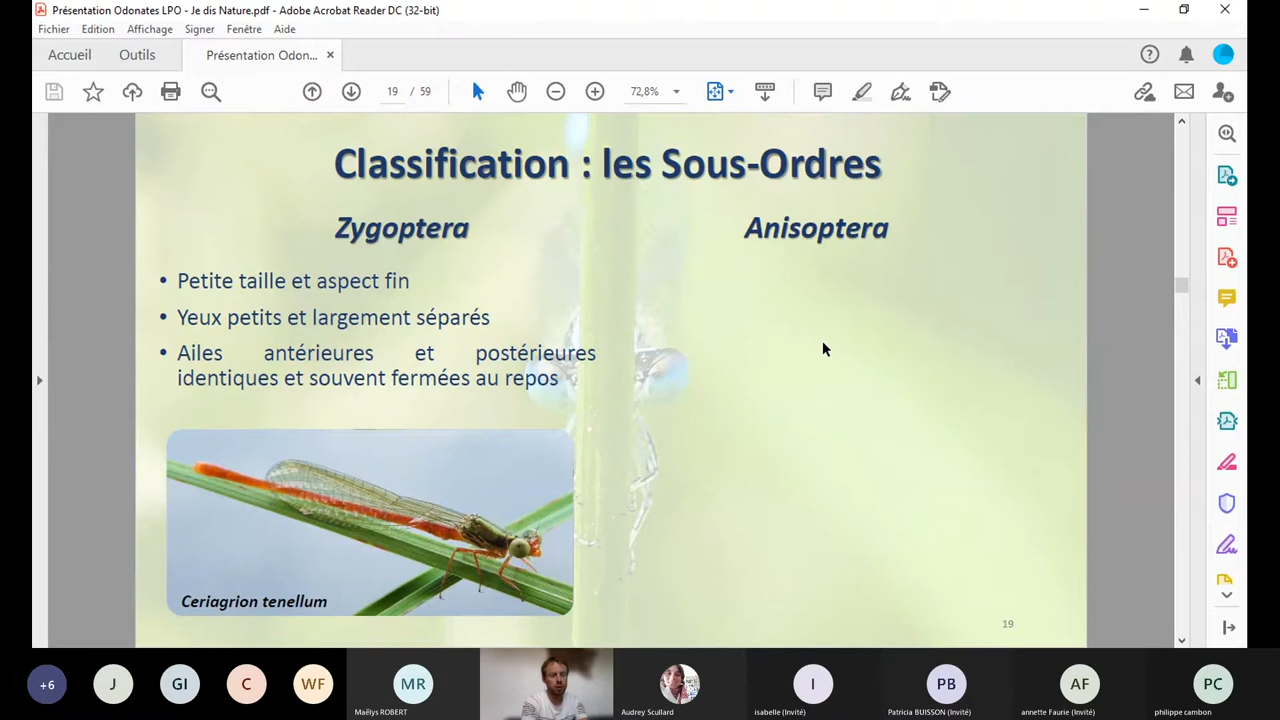 Présentation Odonates LPO - Je dis Nature.pdf - Adobe Acrobat Reader DC (32-bit)
Fichier Edition Affichage Signer Fenêtre Aide
Accueil Outils Présentation Odon... ×
19 / 59 72,8%
Classification : les Sous-Ordres
Zygoptera Anisoptera
• Petite taille et aspect fin
• Yeux petits et largement séparés
• Ailes antérieures et postérieures
identiques et souvent fermées au repos
Ceriagrion tenellum
19
+6 J GI C WF MR I PB AF PC
Maëlys ROBERT Audrey Scullard isabelle (Invité) Patricia BUISSON (Invité) annette Faurie (Invité) philippe cambon